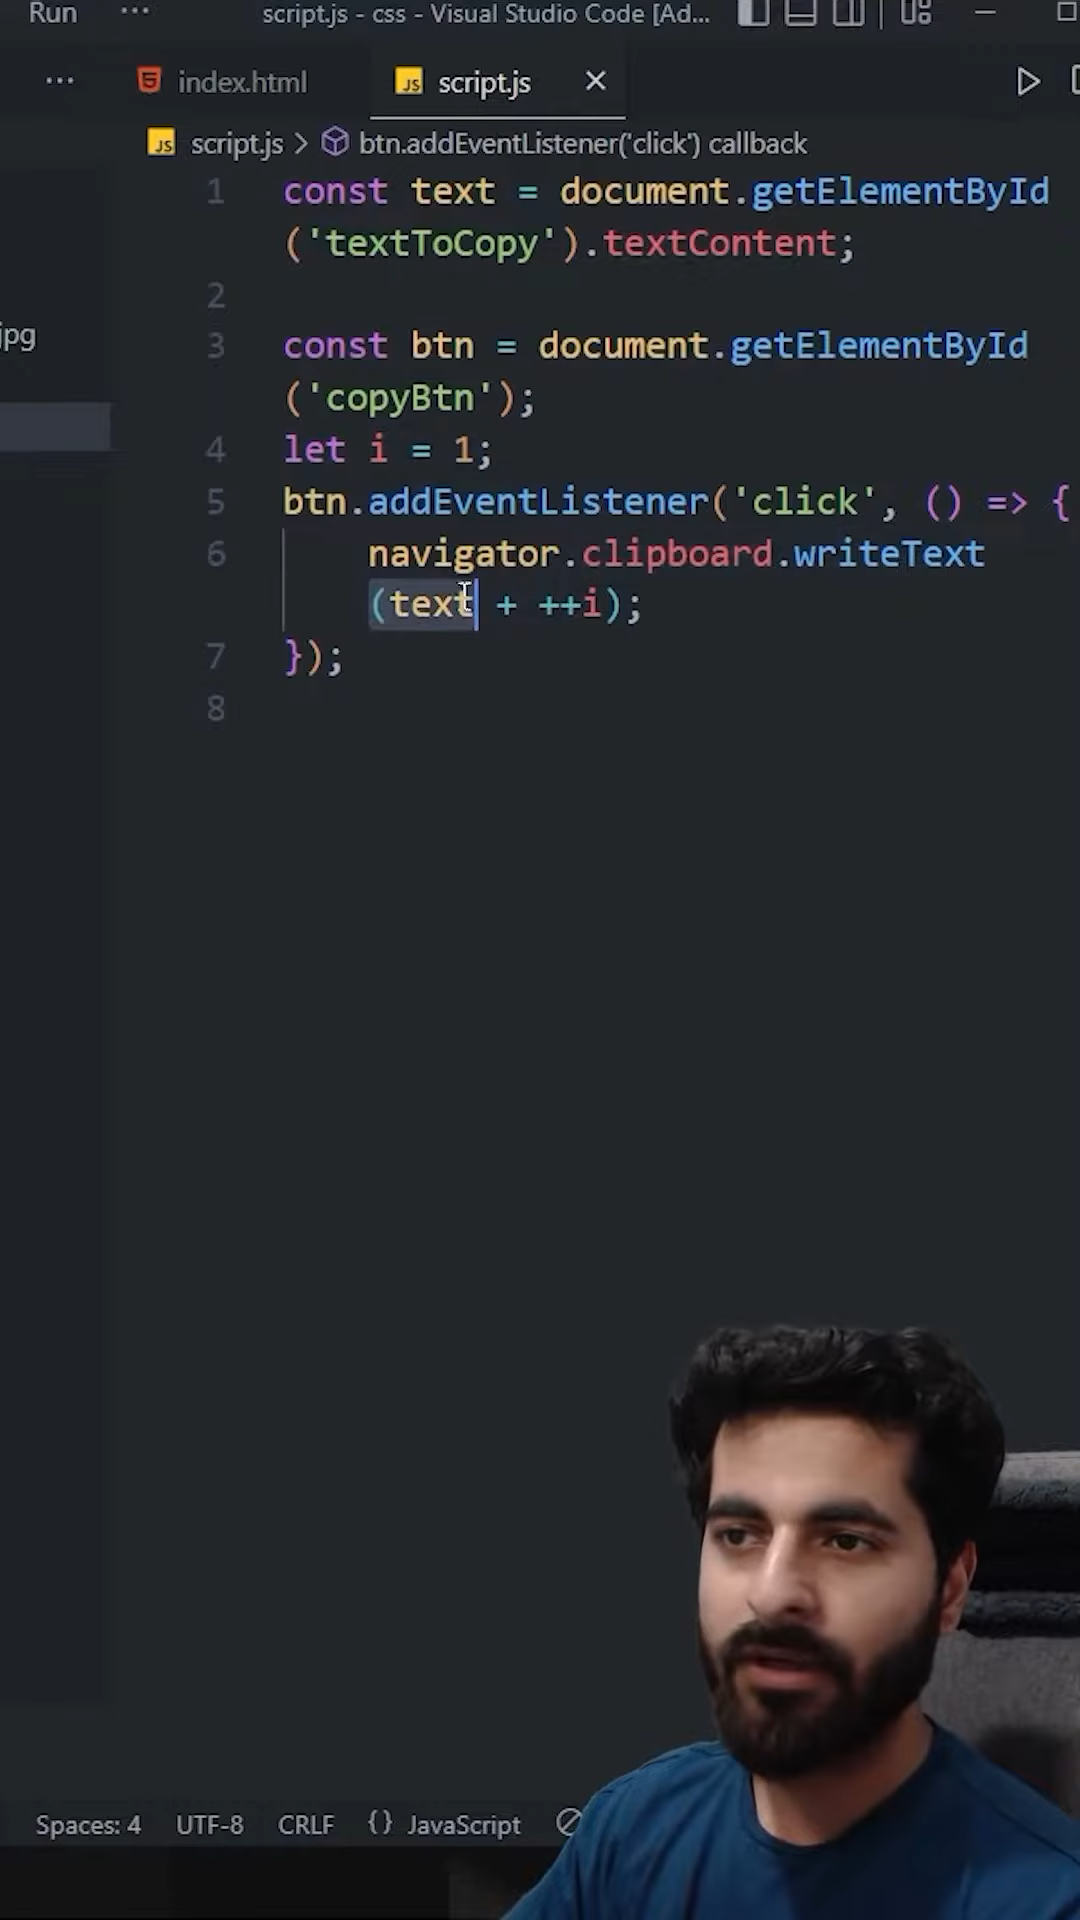 Run ··· script.js - css - Visual Studio Code [Ad...
··· index.html JS script.js ×
JS script.js > btn.addEventListener('click') callback
jpg
1 const text = document.getElementById
('textToCopy').textContent;
2
3 const btn = document.getElementById
('copyBtn');
4 let i = 1;
5 btn.addEventListener('click', () => {
6 navigator.clipboard.writeText
(text + ++i);
7 });
8
Spaces: 4 UTF-8 CRLF {} JavaScript